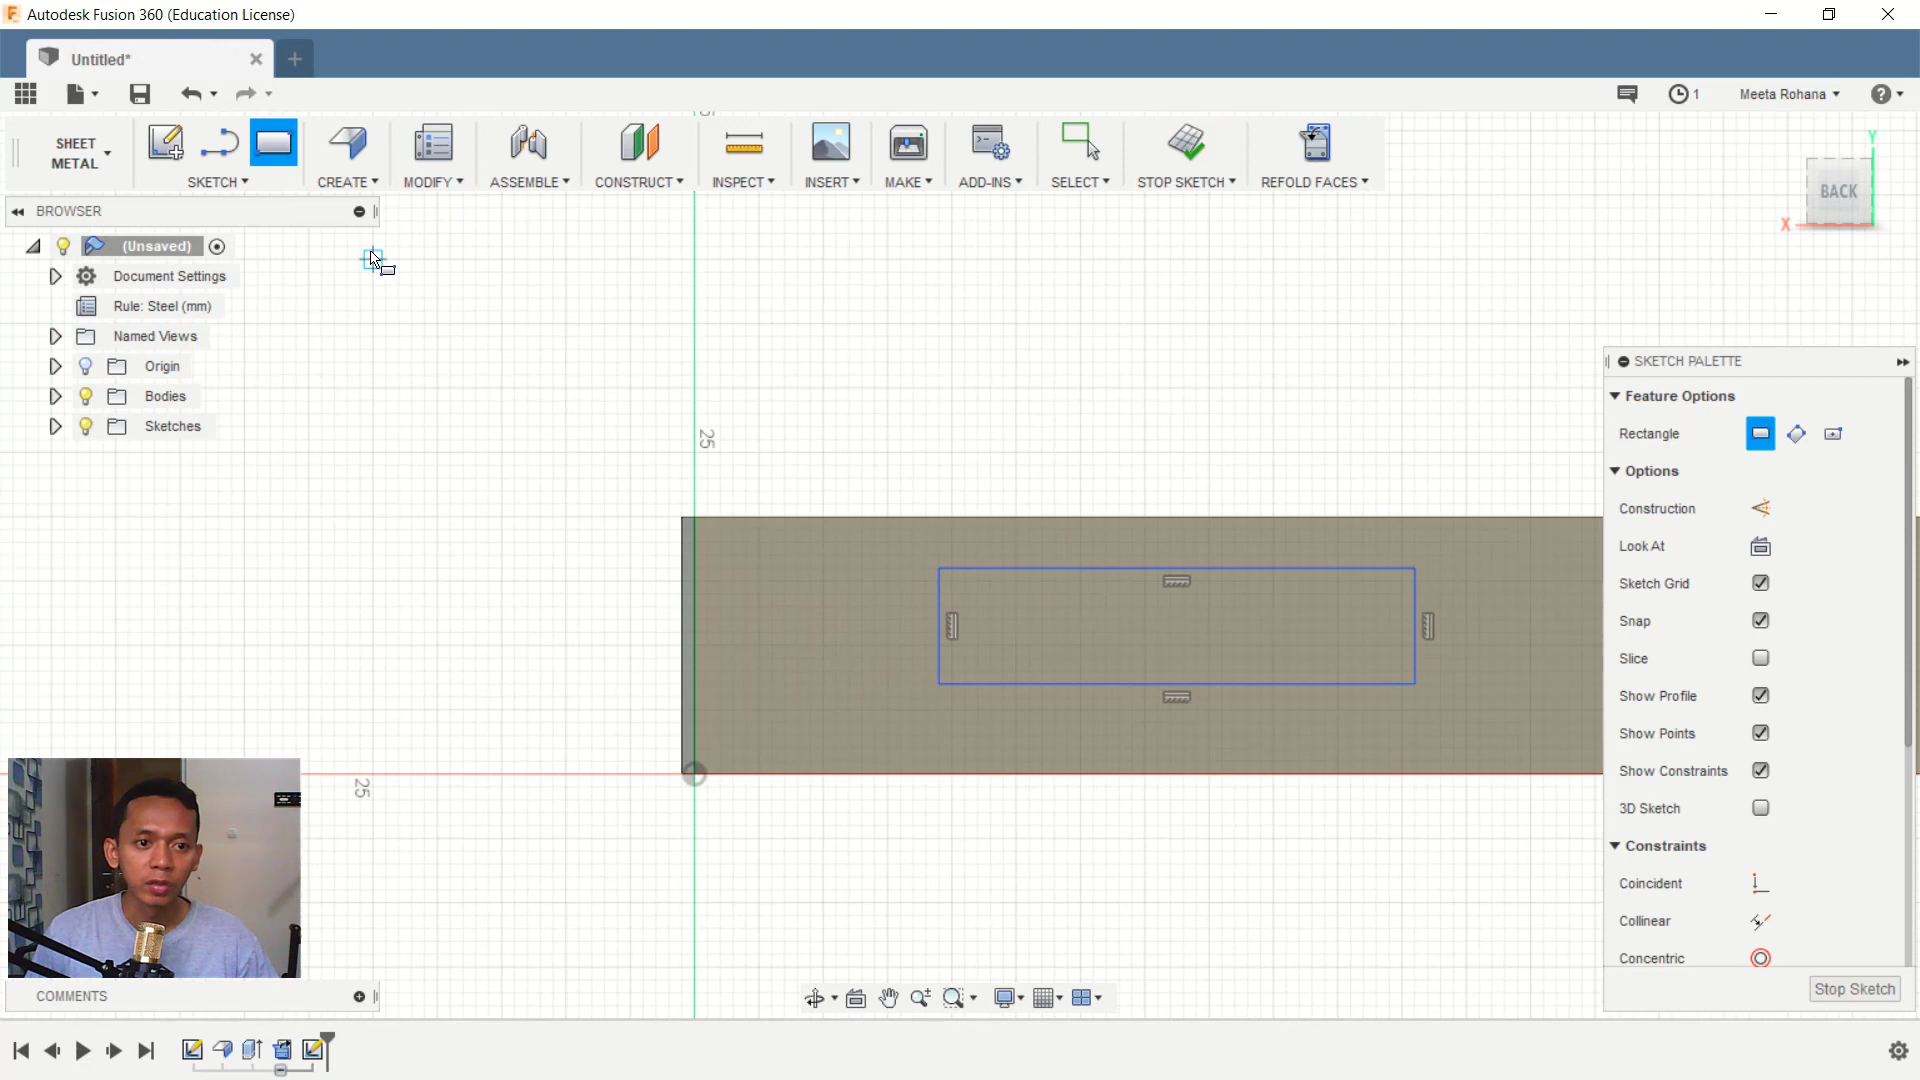 Autodesk Fusion 360 (Education License)
Untitled*
1
Meeta Rohana
SHEET METAL
SKETCH
CREATE
MODIFY
ASSEMBLE
CONSTRUCT
INSPECT
INSERT
MAKE
ADD-INS
SELECT
STOP SKETCH
REFOLD FACES
Y
BACK
X
BROWSER
(Unsaved)
Document Settings
Rule: Steel (mm)
Named Views
Origin
Bodies
Sketches
25
25
SKETCH PALETTE
Feature Options
Rectangle
Options
Construction
Look At
Sketch Grid
Snap
Slice
Show Profile
Show Points
Show Constraints
3D Sketch
Constraints
Coincident
Collinear
Concentric
Stop Sketch
COMMENTS